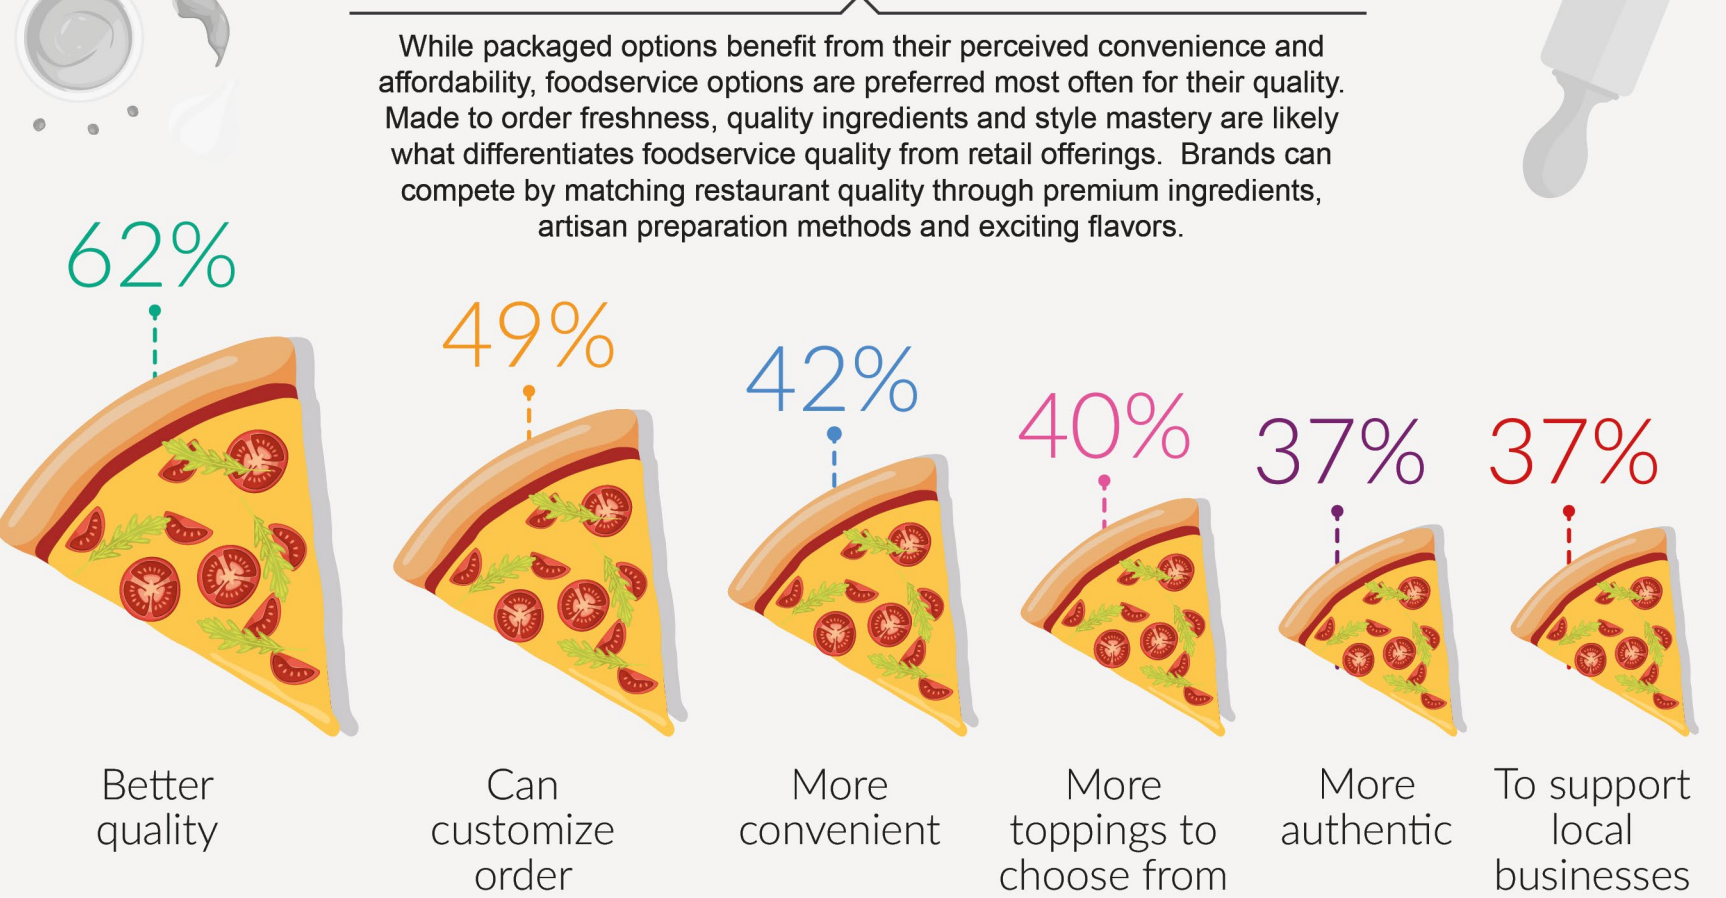 While packaged options benefit from their perceived convenience and
affordability, foodservice options are preferred most often for their quality.
Made to order freshness, quality ingredients and style mastery are likely
what differentiates foodservice quality from retail offerings.  Brands can
compete by matching restaurant quality through premium ingredients,
artisan preparation methods and exciting flavors.
62%
49%
42%
40%
37%
37%
Better
quality
Can
customize
order
More
convenient
More
toppings to
choose from
More
authentic
To support
local
businesses